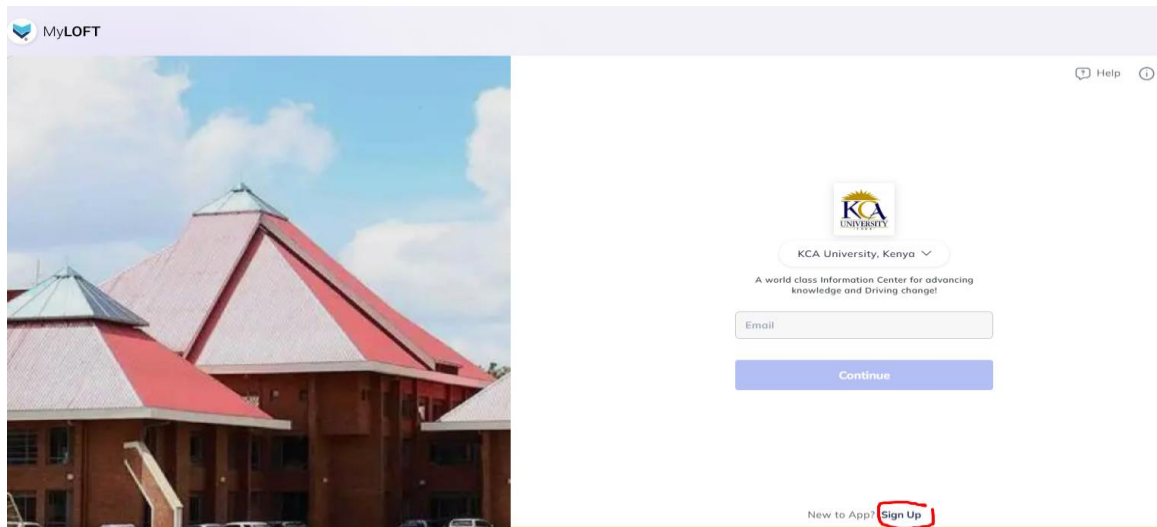 MyLOFT
Help
KCA
UNIVERSITY
KCA University, Kenya
A world class Information Center for advancing
knowledge and Driving change!
Email
Continue
New to App? Sign Up